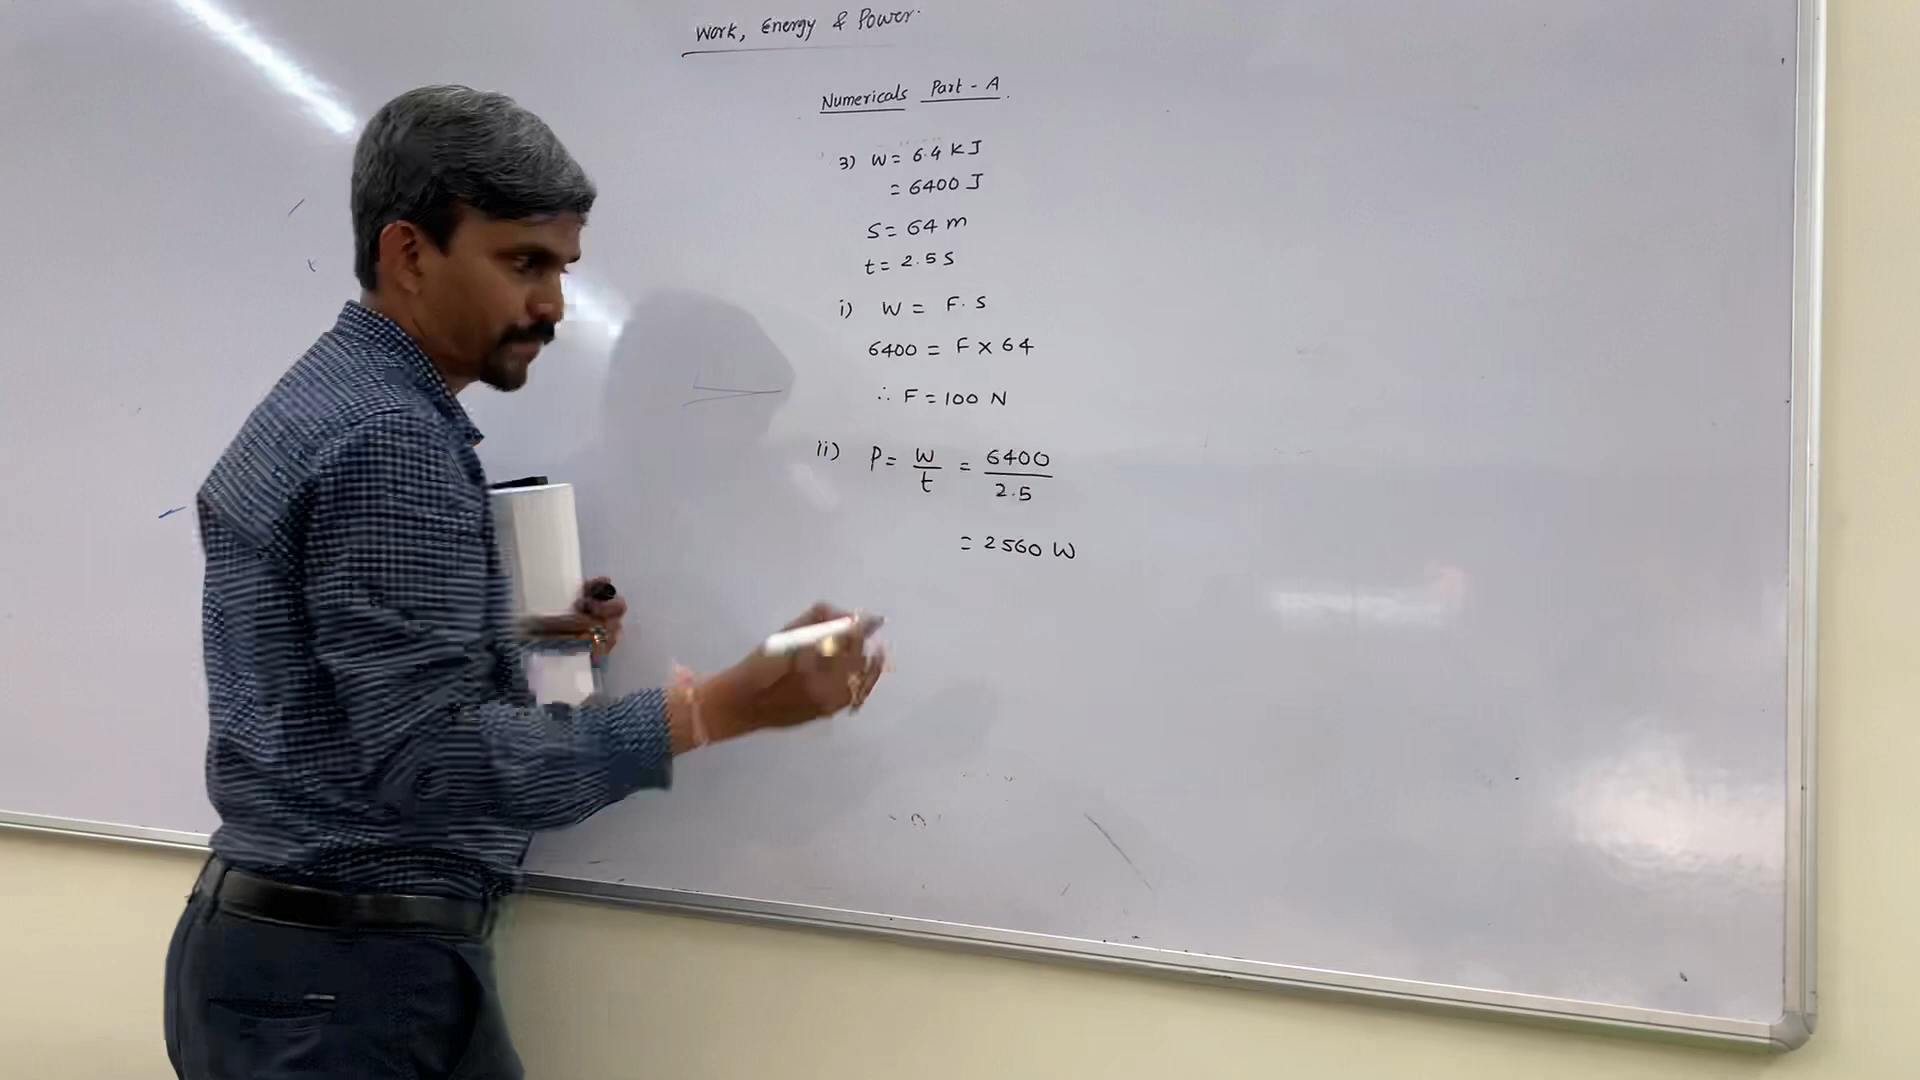 Work, Energy & Power.
Numericals Part - A.
3) W = 6.4 KJ
= 6400 J
S = 64 m
t = 2.5 S
i) W = F. S
6400 = F × 64
∴ F = 100 N
ii) P = W/t = 6400/2.5
= 2560 W